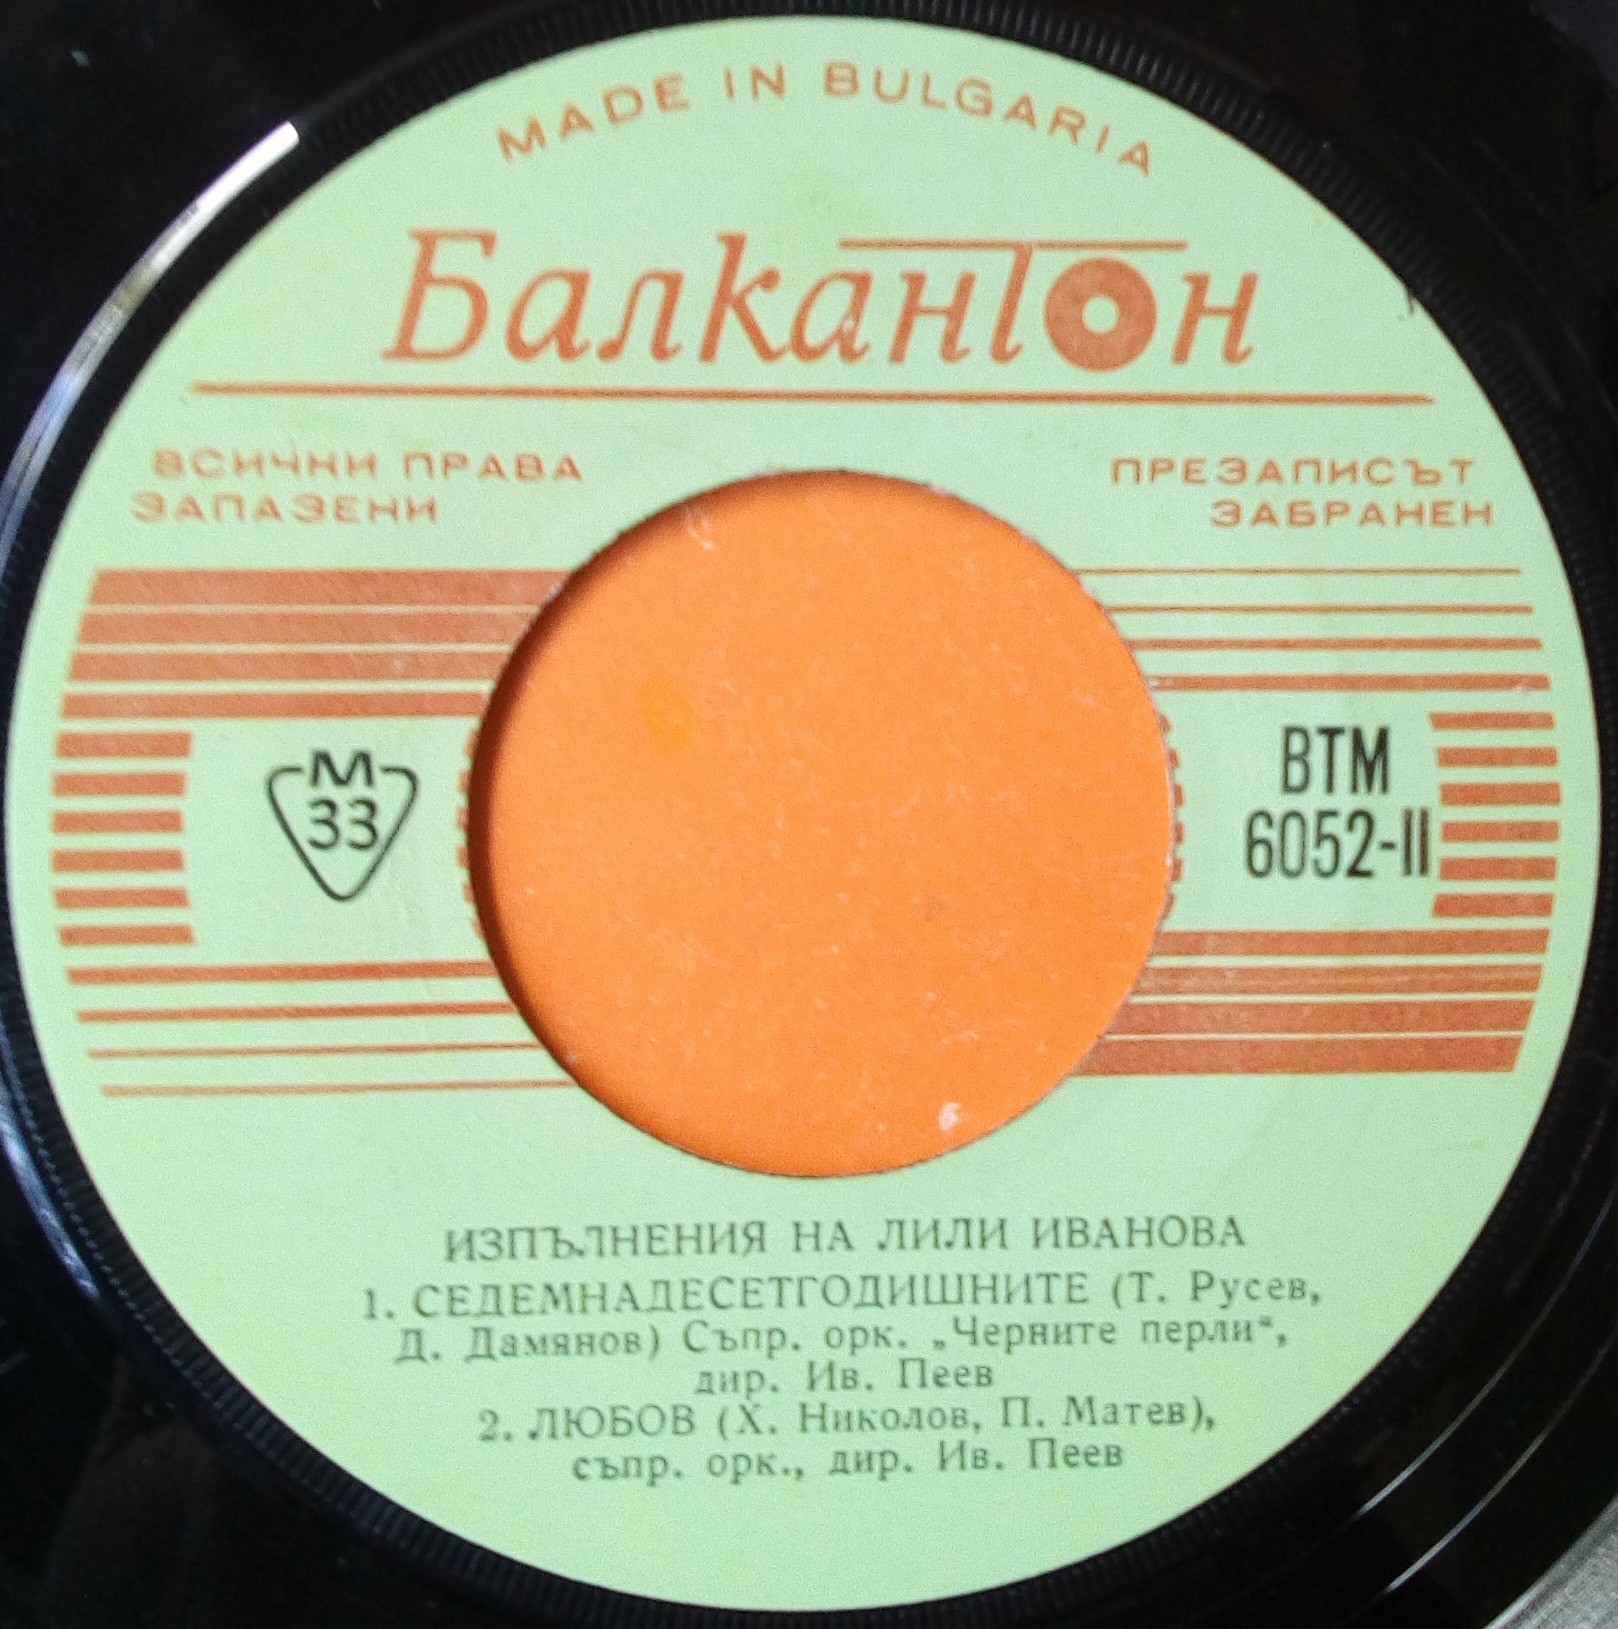 MADE IN BULGARIA
Балкантон
ВСИЧКИ ПРАВА
ЗАПАЗЕНИ
ПРЕЗАПИСЪТ
ЗАБРАНЕН
М
33
ВТМ
6052-II
ИЗПЪЛНЕНИЯ НА ЛИЛИ ИВАНОВА
1. СЕДЕМНАДЕСЕТГОДИШНИТЕ (Т. Русев,
Д. Дамянов) Съпр. орк. „Черните перли“,
дир. Ив. Пеев
2. ЛЮБОВ (Х. Николов, П. Матев),
съпр. орк., дир. Ив. Пеев